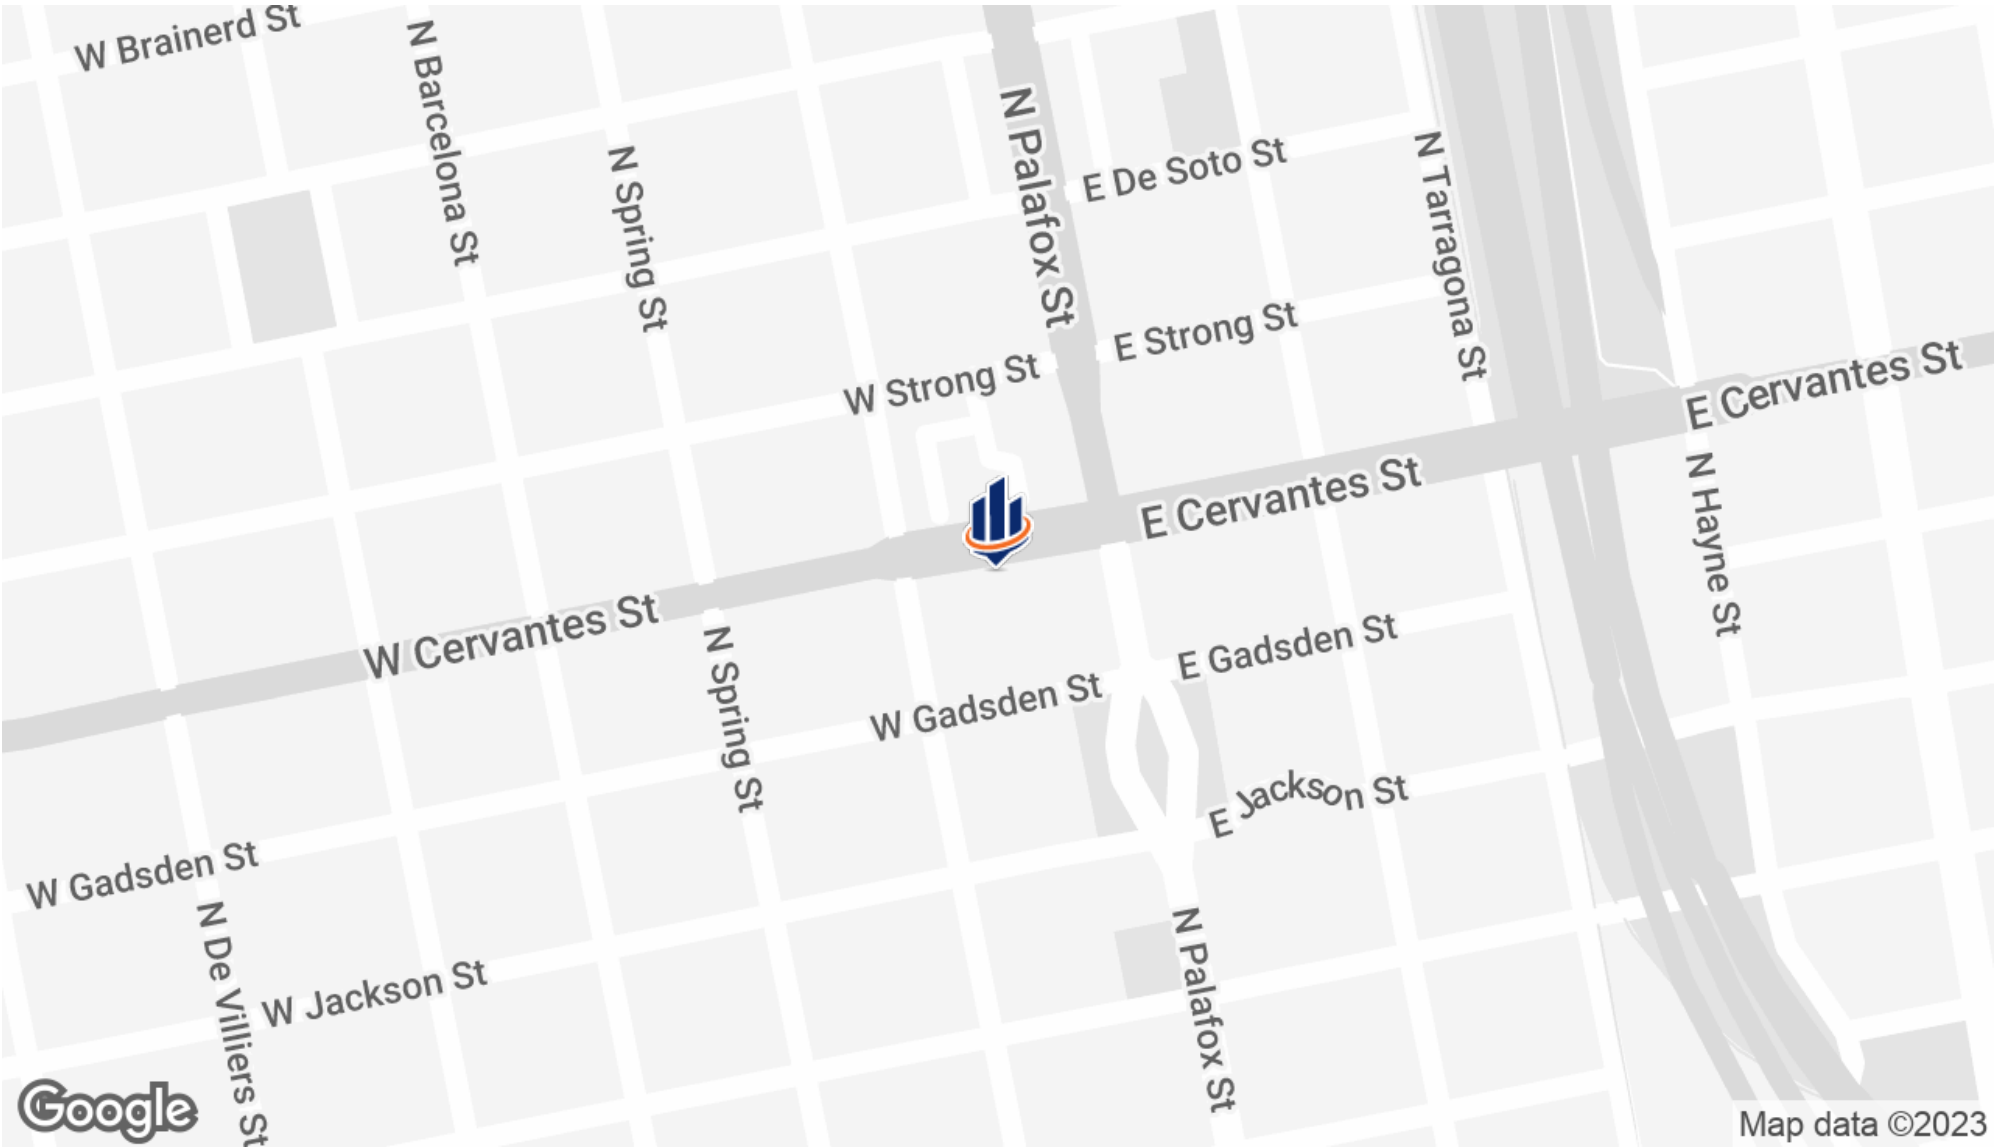 W Brainerd St
N Barcelona St
N Spring St
N Palafox St
E De Soto St
N Tarragona St
E Strong St
W Strong St
E Cervantes St
E Cervantes St
N Hayne St
W Cervantes St
N Spring St
E Gadsden St
W Gadsden St
E Jackson St
W Gadsden St
N De Villiers St
W Jackson St
N Palafox St
Google
Map data ©2023